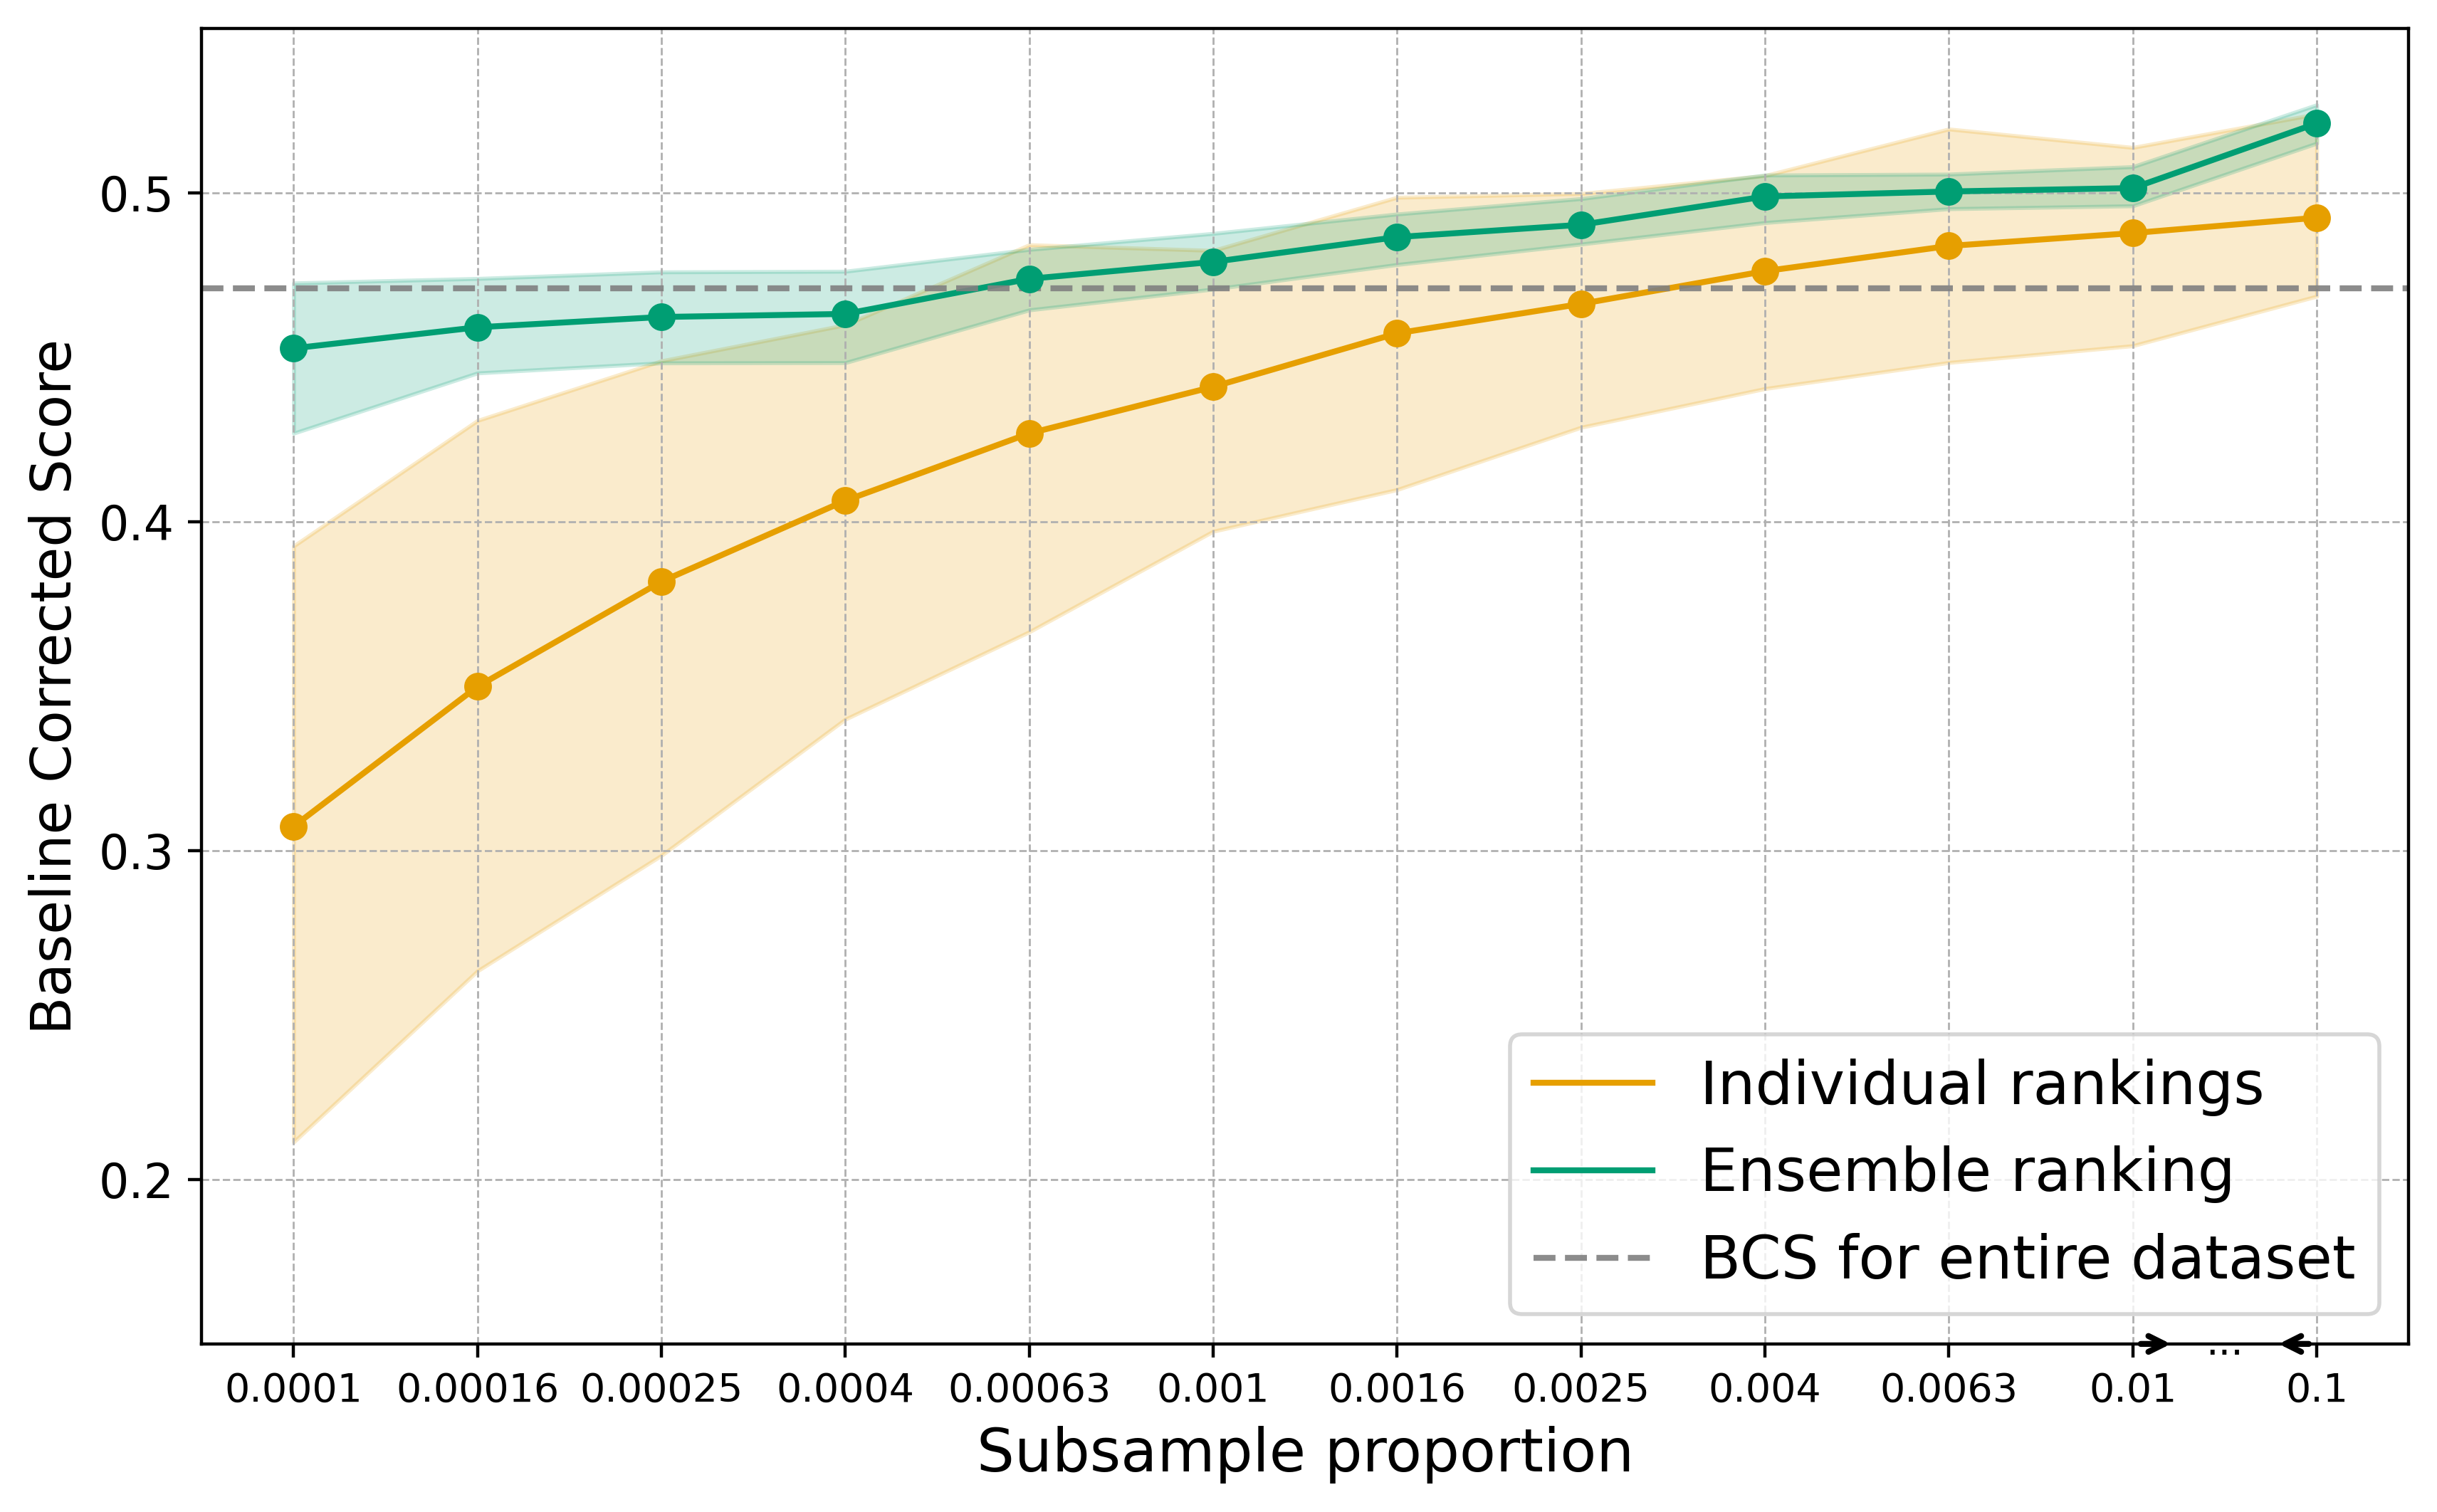 Baseline Corrected Score
0.5
0.4
0.3
0.2
Individual rankings
Ensemble ranking
BCS for entire dataset
...
0.0001 0.00016 0.00025 0.0004 0.00063 0.001 0.0016 0.0025 0.004 0.0063 0.01 0.1
Subsample proportion